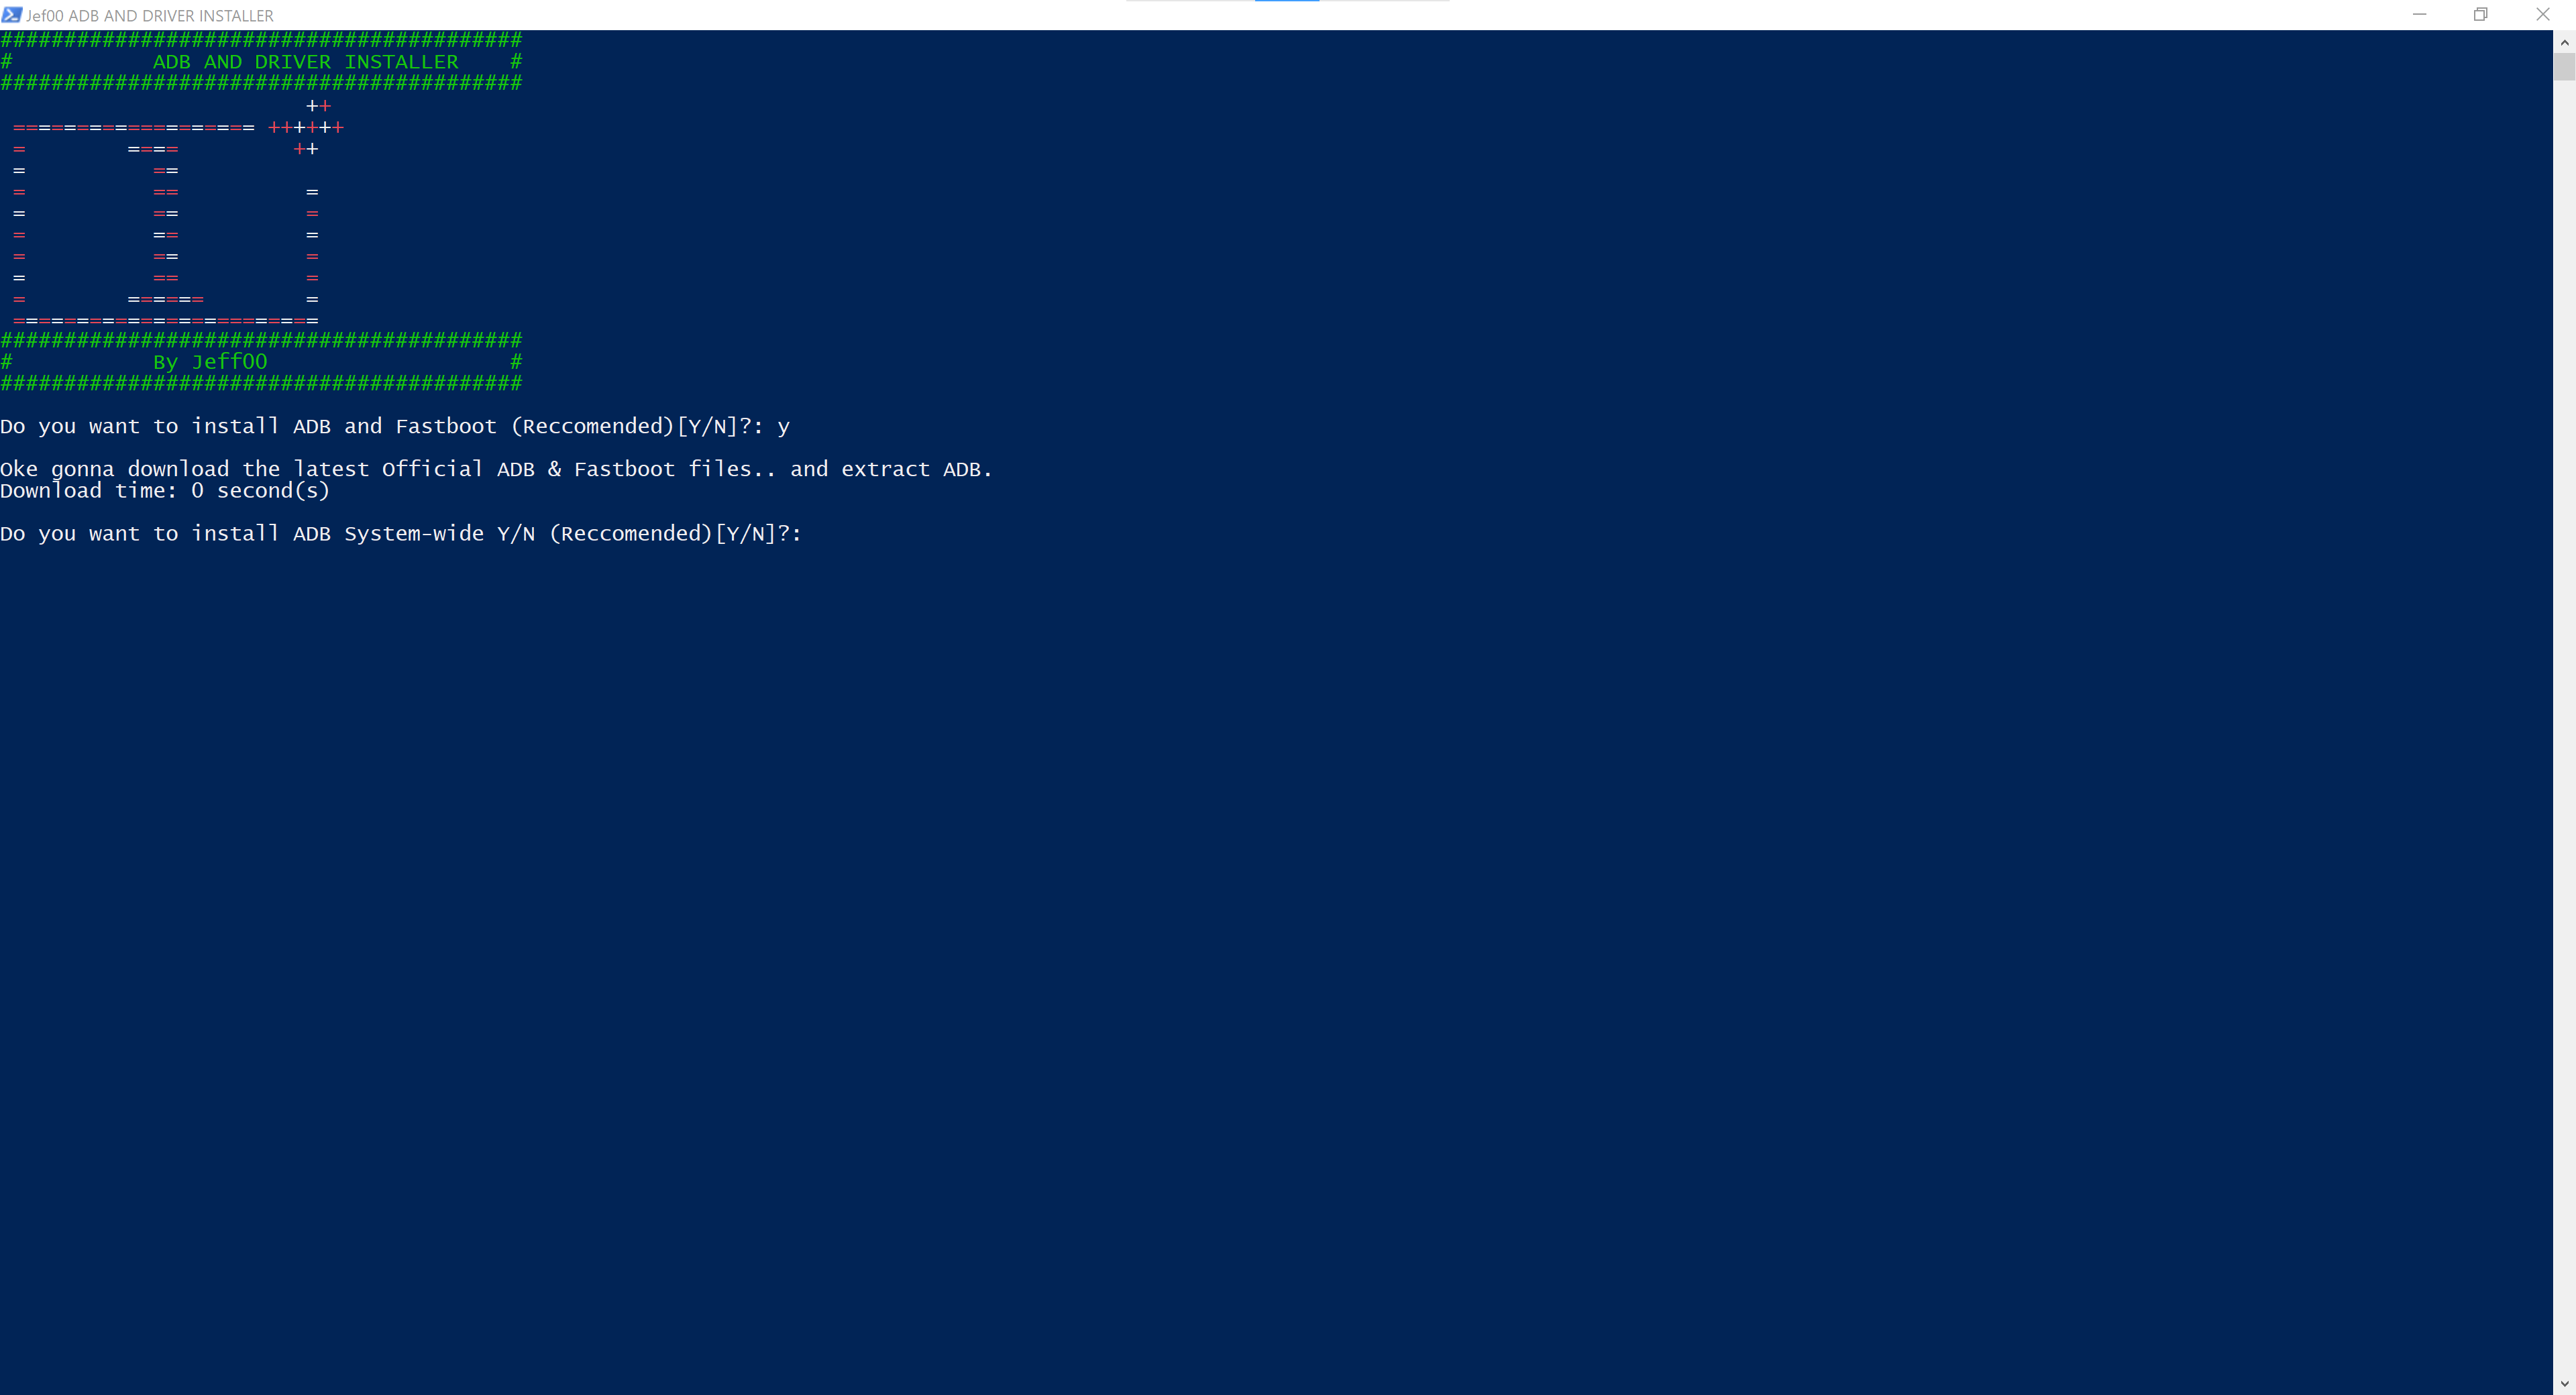 Jef00 ADB AND DRIVER INSTALLER
#########################################
# ADB AND DRIVER INSTALLER #
#########################################
++
=================== ++++++
= ==== ++
= ==
= == =
= == =
= == =
= == =
= == =
= ====== =
========================
#########################################
# By Jeff00 #
#########################################
Do you want to install ADB and Fastboot (Reccomended)[Y/N]?: y
Oke gonna download the latest Official ADB & Fastboot files.. and extract ADB.
Download time: 0 second(s)
Do you want to install ADB System-wide Y/N (Reccomended)[Y/N]?: